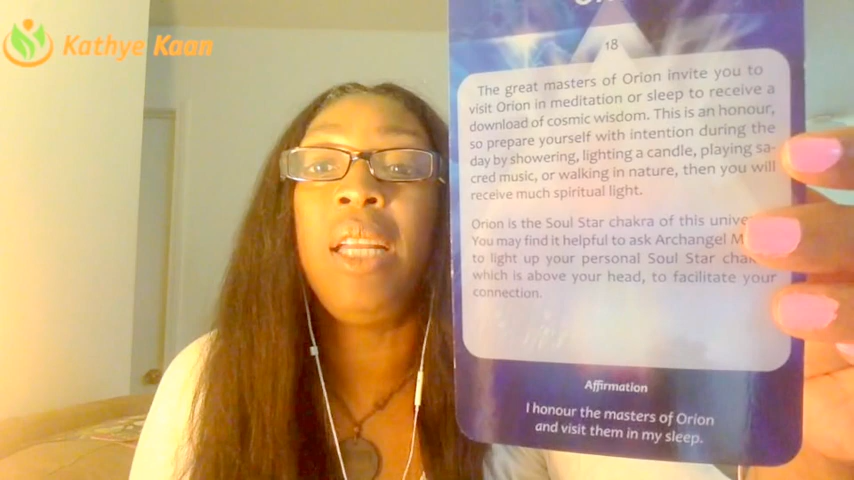 Kathye Kaan
18
The great masters of Orion invite you to
visit Orion in meditation or sleep to receive a
download of cosmic wisdom. This is an honour,
so prepare yourself with intention during the
day by showering, lighting a candle, playing sa-
cred music, or walking in nature, then you will
receive much spiritual light.
Orion is the Soul Star chakra of this
You may find it helpful to ask Archangel
to light up your personal Soul Star
which is above your head, to facilitate your
connection.
Affirmation
I honour the masters of Orion
and visit them in my sleep.